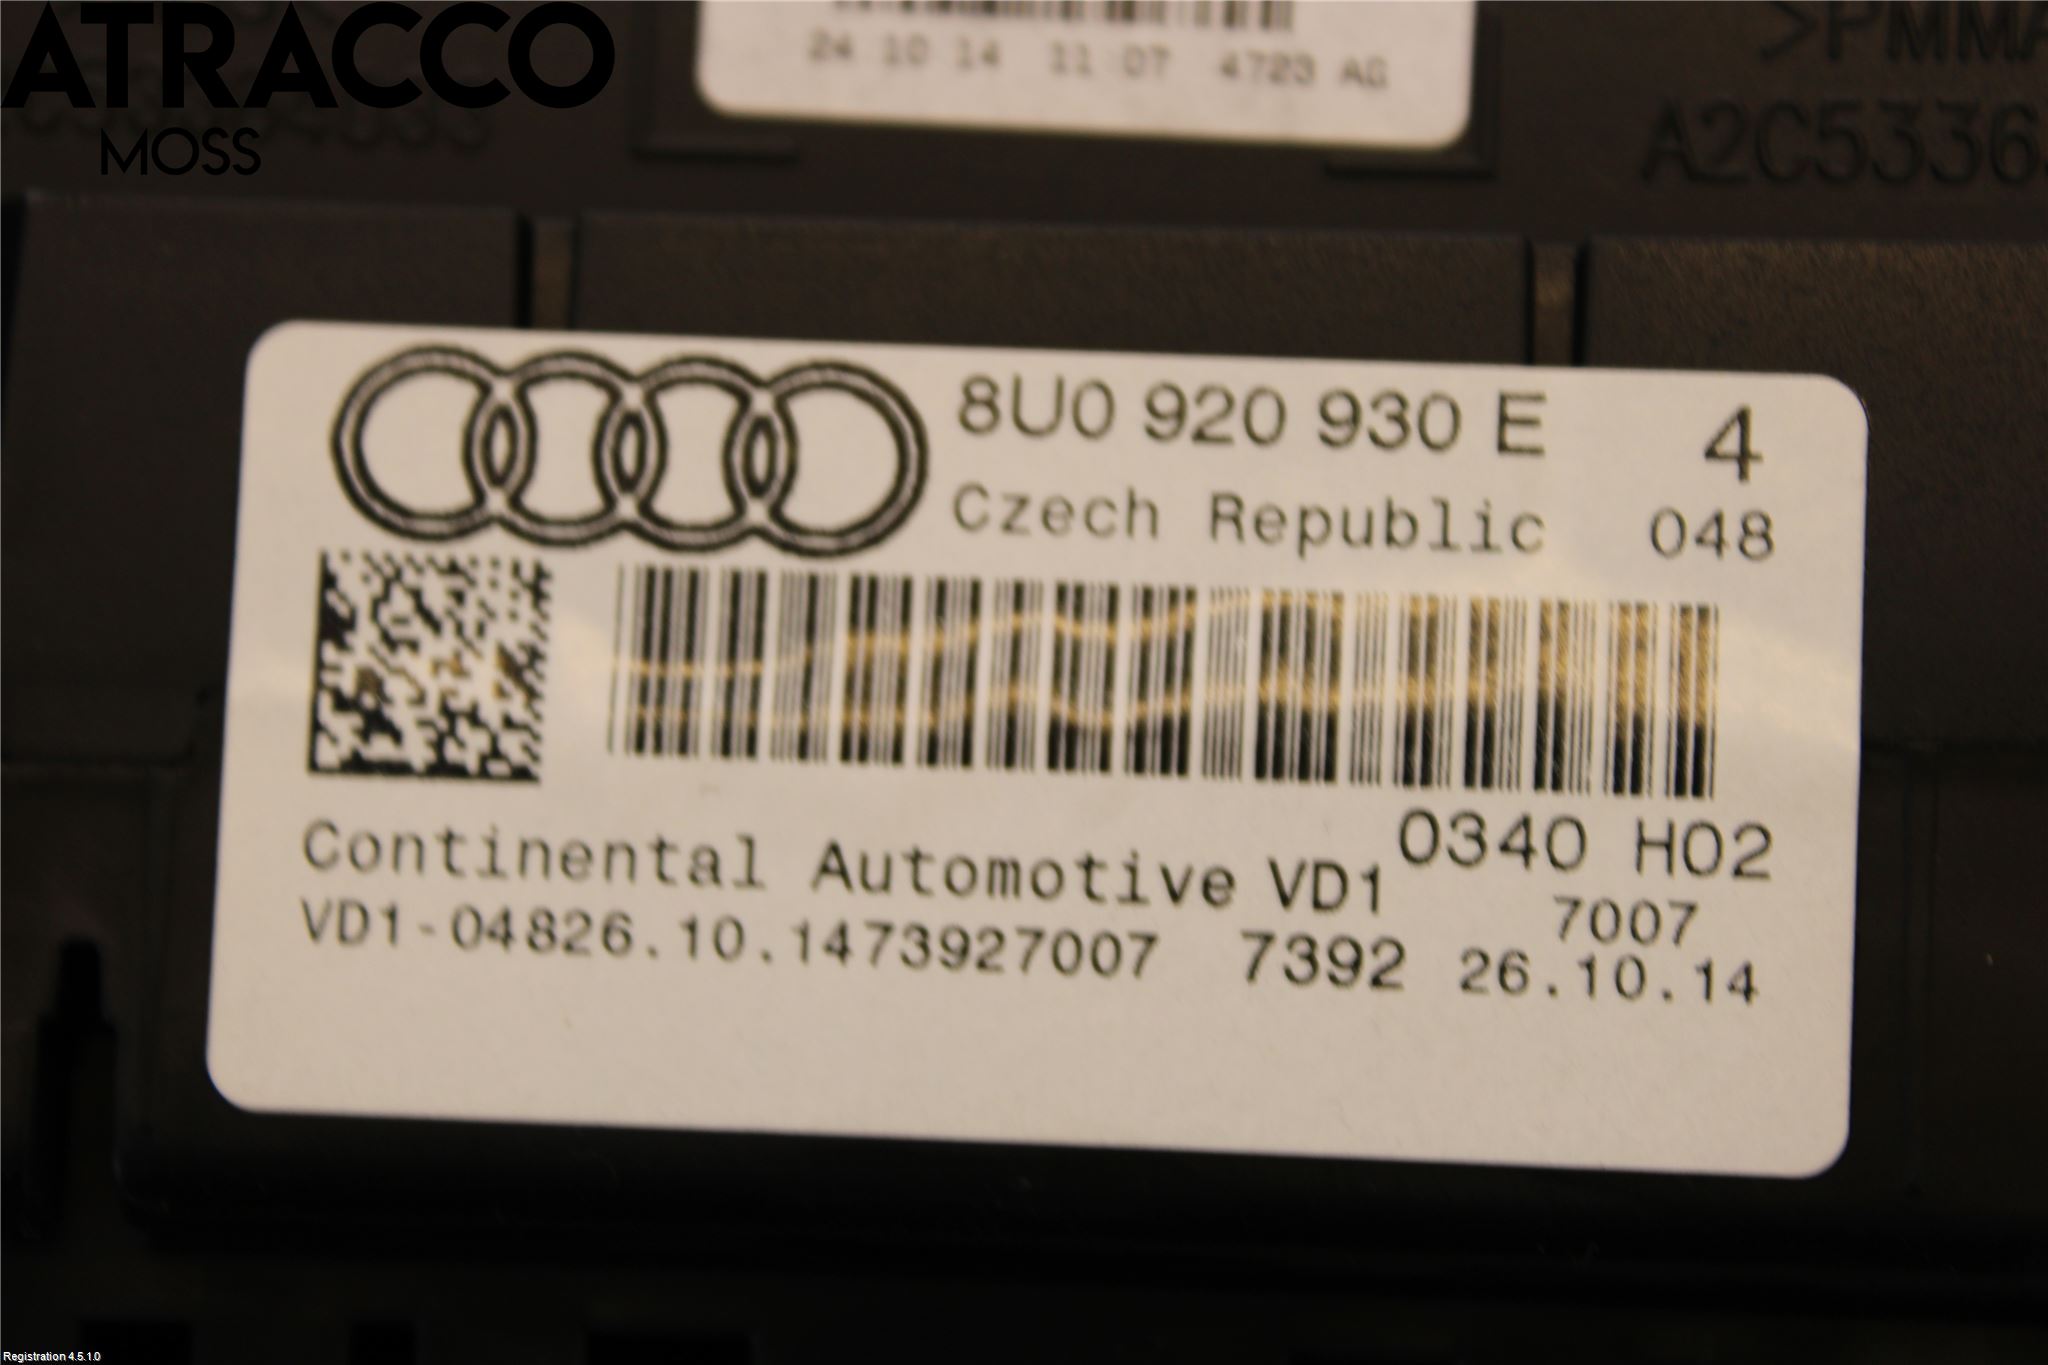 ATRACCO
MOSS
24 10 14 11 07 4723 AG
>PMMA
A2C5336
8U0 920 930 E 4
Czech Republic 048
0340 H02
Continental Automotive VD1
7007
VD1-04826.10.1473927007 7392 26.10.14
Registration 4.5.1.0